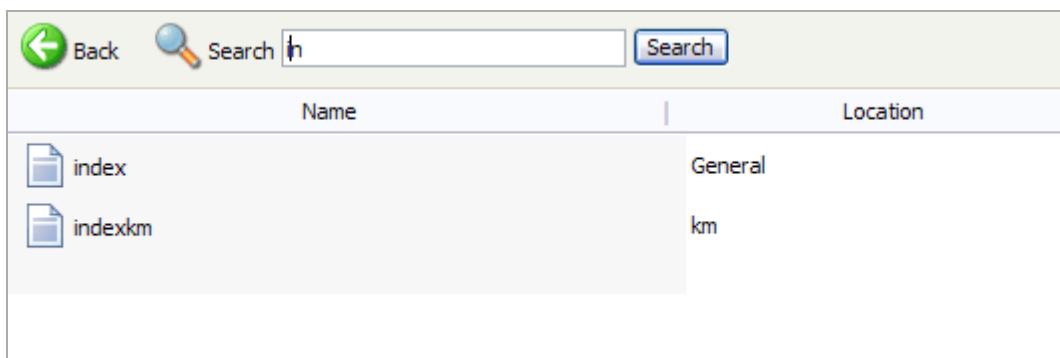 Back Search in Search
Name Location
index General
indexkm km